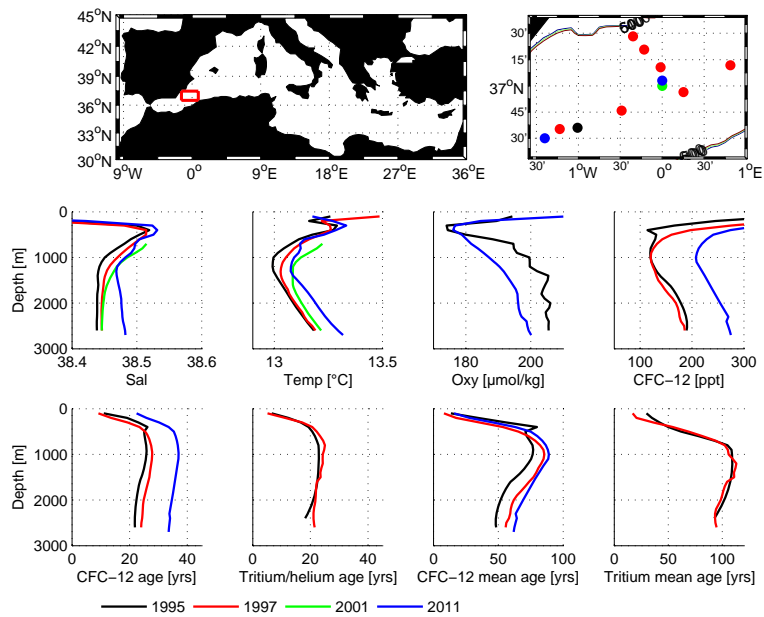 45°N
42°N
39°N
36°N
33°N
30°N
9°W 0° 9°E 18°E 27°E 36°E
30'
15'
37°N
45'
30'
30' 1°W 30' 0° 30' 1°E
0
1000
2000
3000
Depth [m]
38.4 38.5 38.6
Sal
13 13.5
Temp [°C]
180 200
Oxy [µmol/kg]
100 200 300
CFC−12 [ppt]
0
1000
2000
3000
Depth [m]
0 20 40
CFC−12 age [yrs]
0 20 40
Tritium/helium age [yrs]
0 50 100
CFC−12 mean age [yrs]
0 50 100
Tritium mean age [yrs]
1995 1997 2001 2011